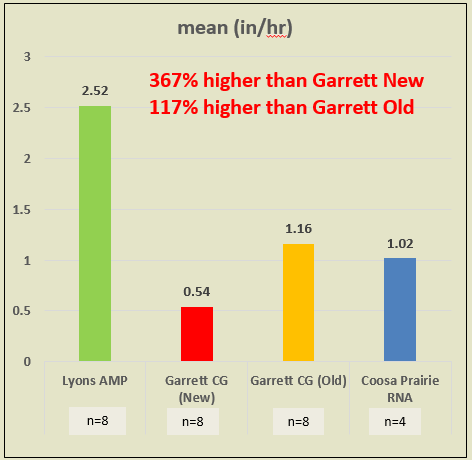 mean (in/hr)
3
367% higher than Garrett New
2.52
117% higher than Garrett Old
2.5
2
1.5
1.16
1.02
1
0.54
0.5
0
Lyons AMP
Garrett CG
(New)
Garrett CG (Old)
Coosa Prairie
RNA
n=8
n=8
n=8
n=4